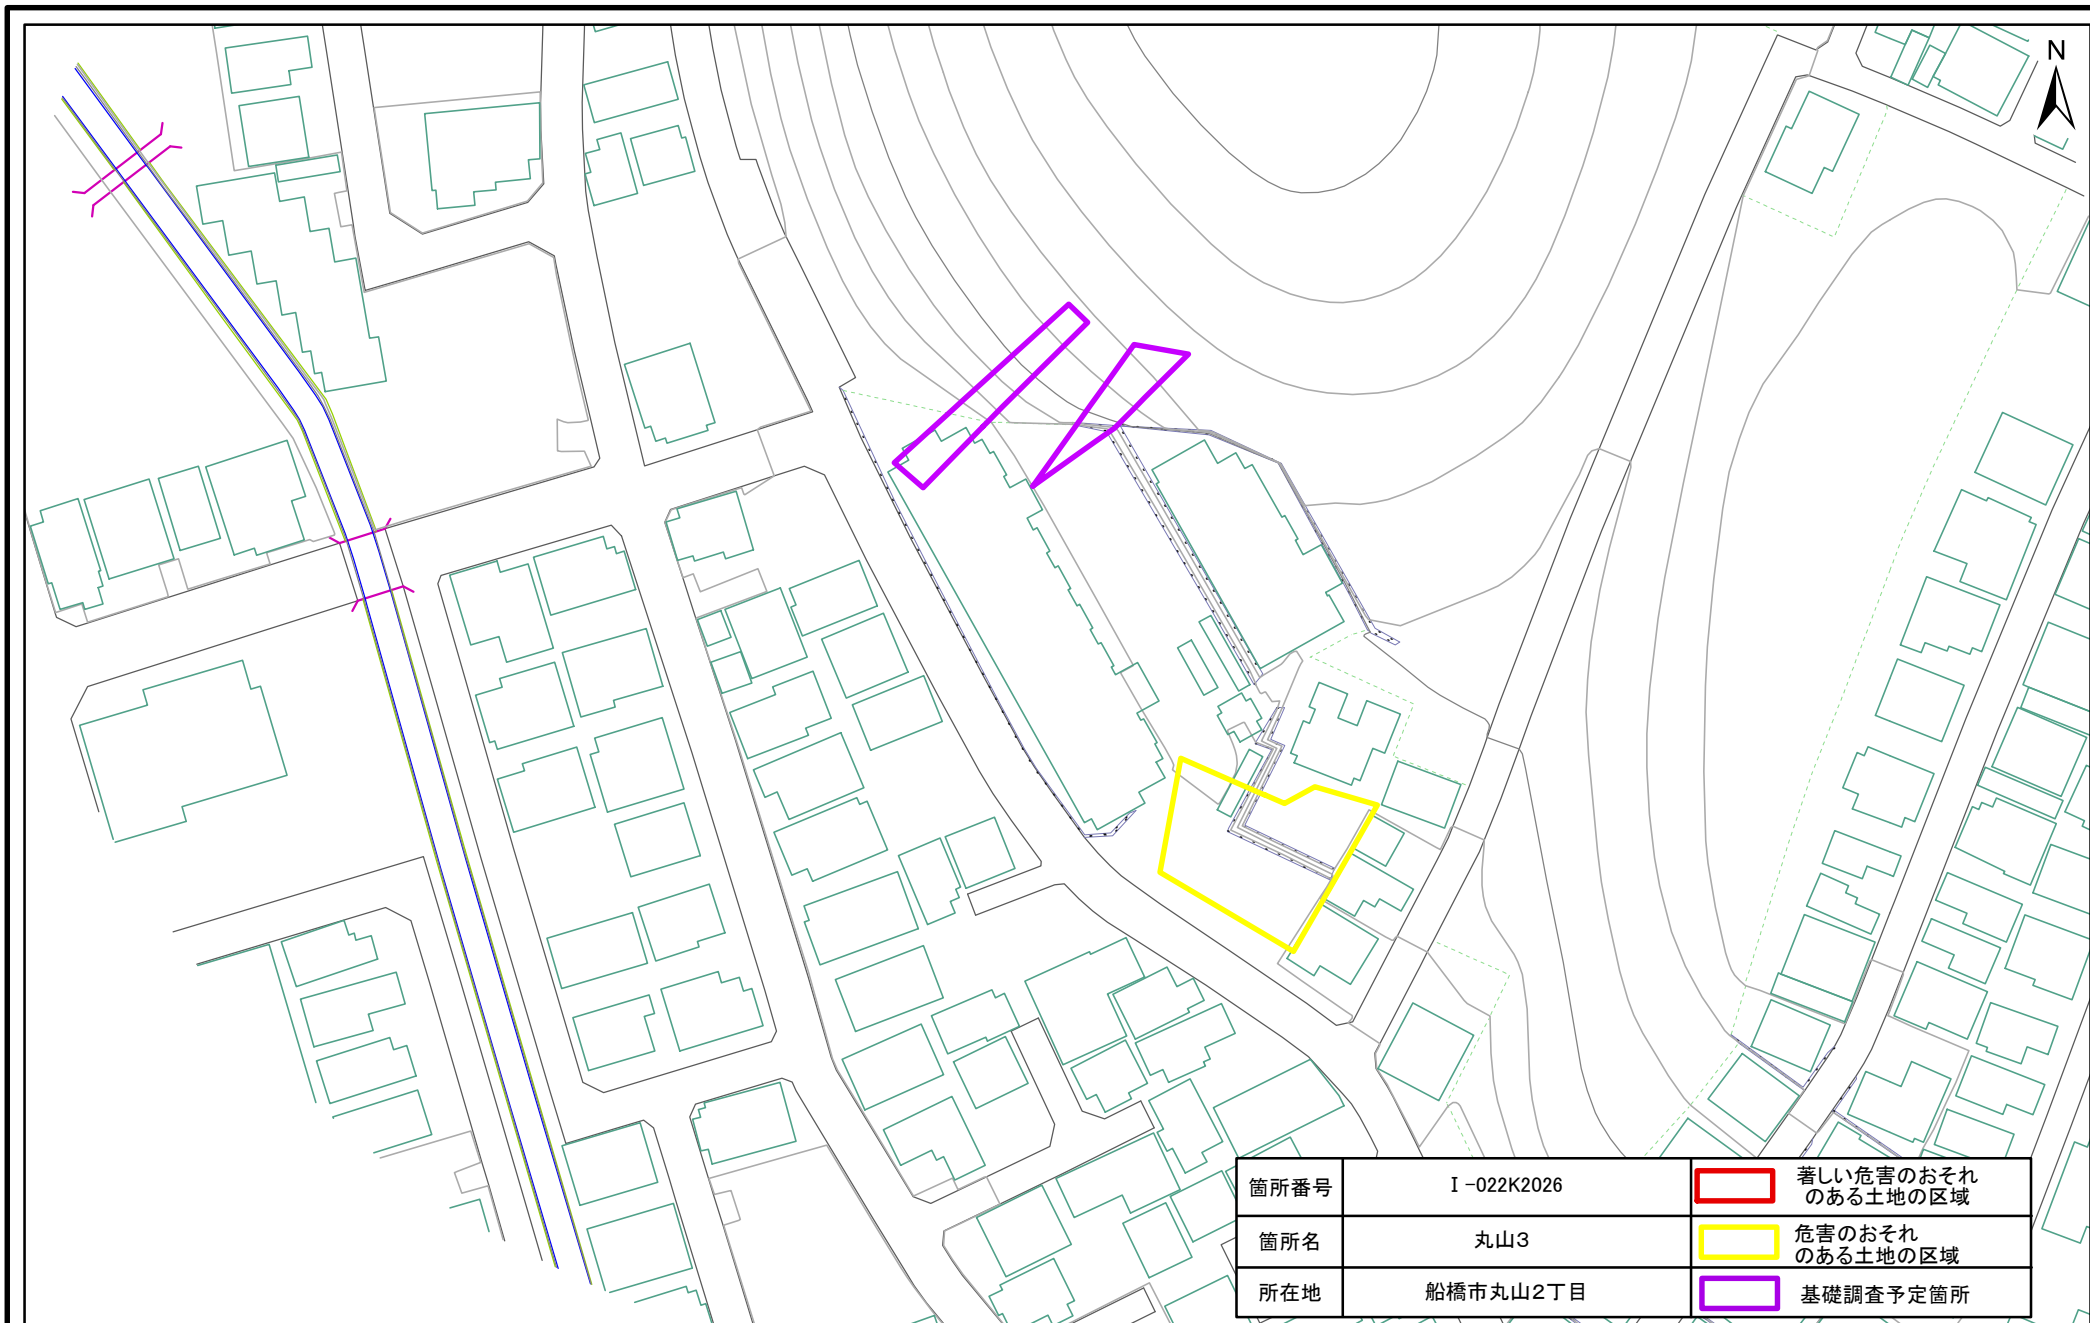 N
箇所番号
Ⅰ-022K2026
著しい危害のおそれ
のある土地の区域
箇所名
丸山3
危害のおそれ
のある土地の区域
所在地
船橋市丸山2丁目
基礎調査予定箇所